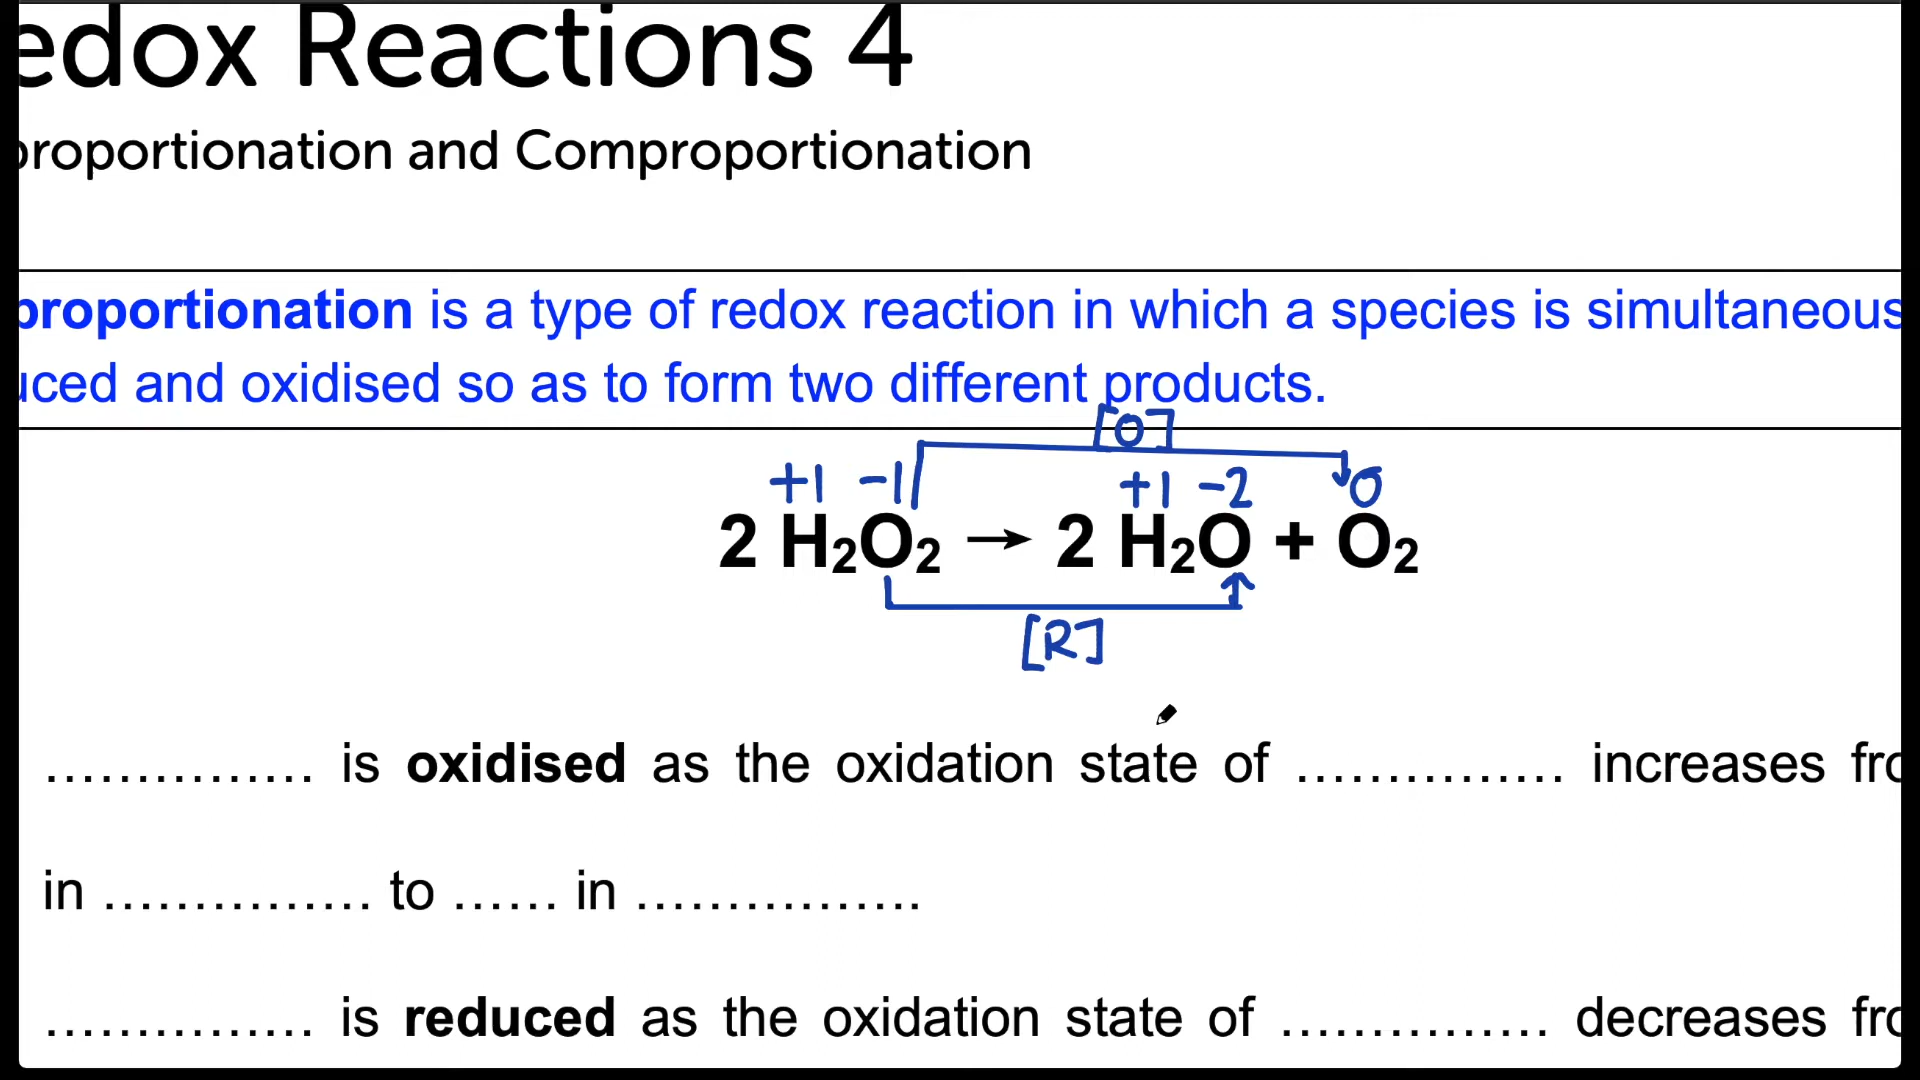 edox Reactions 4
proportionation and Comproportionation
proportionation is a type of redox reaction in which a species is simultaneous
uced and oxidised so as to form two different products.
[O]
+1 -1 +1 -2 0
2 H₂O₂ → 2 H₂O + O₂
[R]
............... is oxidised as the oxidation state of ............... increases fro
in ............... to ...... in ................
............... is reduced as the oxidation state of ............... decreases fro